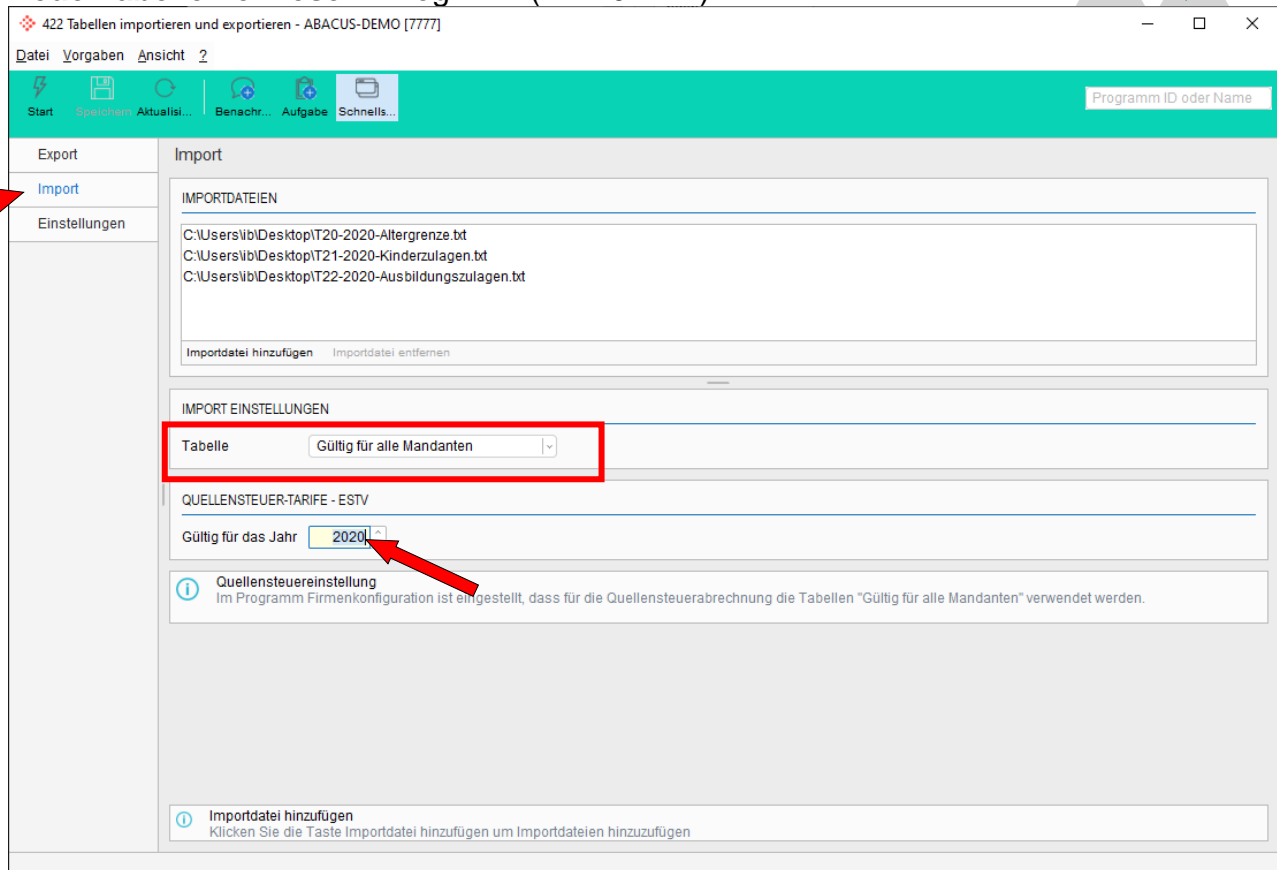 422 Tabellen importieren und exportieren - ABACUS-DEMO [7777]
Datei Vorgaben Ansicht ?
Start Speichern Aktualisi... Benachr... Aufgabe Schnells... Programm ID oder Name
Export
Import
Einstellungen
Import
IMPORTDATEIEN
C:\Users\ib\Desktop\T20-2020-Altergrenze.txt
C:\Users\ib\Desktop\T21-2020-Kinderzulagen.txt
C:\Users\ib\Desktop\T22-2020-Ausbildungszulagen.txt
Importdatei hinzufügen Importdatei entfernen
IMPORT EINSTELLUNGEN
Tabelle Gültig für alle Mandanten
QUELLENSTEUER-TARIFE - ESTV
Gültig für das Jahr 2020
Quellensteuereinstellung
Im Programm Firmenkonfiguration ist eingestellt, dass für die Quellensteuerabrechnung die Tabellen "Gültig für alle Mandanten" verwendet werden.
Importdatei hinzufügen
Klicken Sie die Taste Importdatei hinzufügen um Importdateien hinzuzufügen